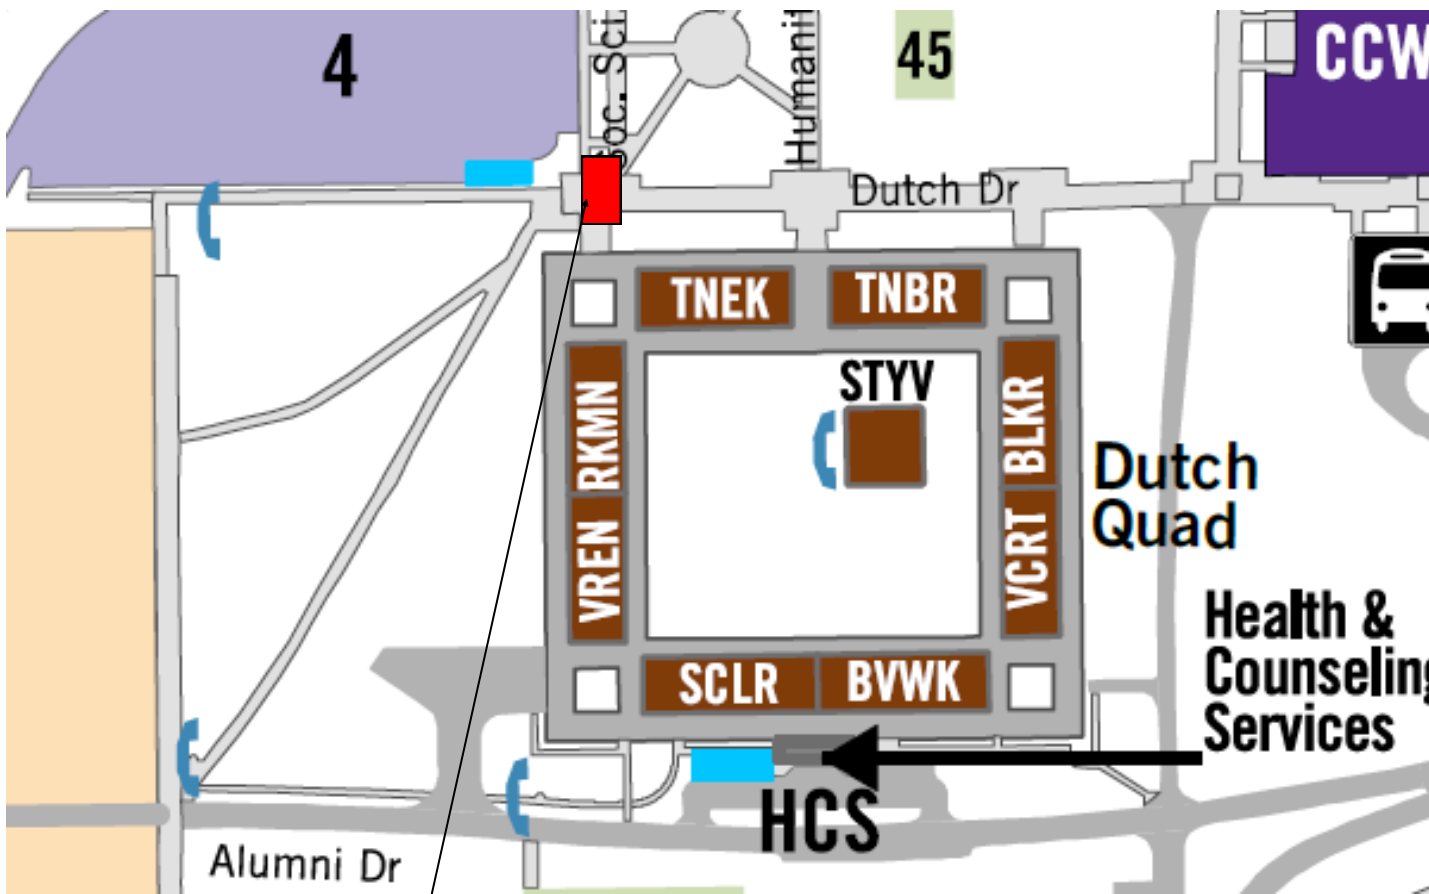 4
Soc. Sci
Humanit
45
CCW
Dutch Dr
TNEK
TNBR
STYV
RKMN
BLKR
Dutch
Quad
VREN
VCRT
Health &
Counseling
Services
SCLR
BVWK
HCS
Alumni Dr